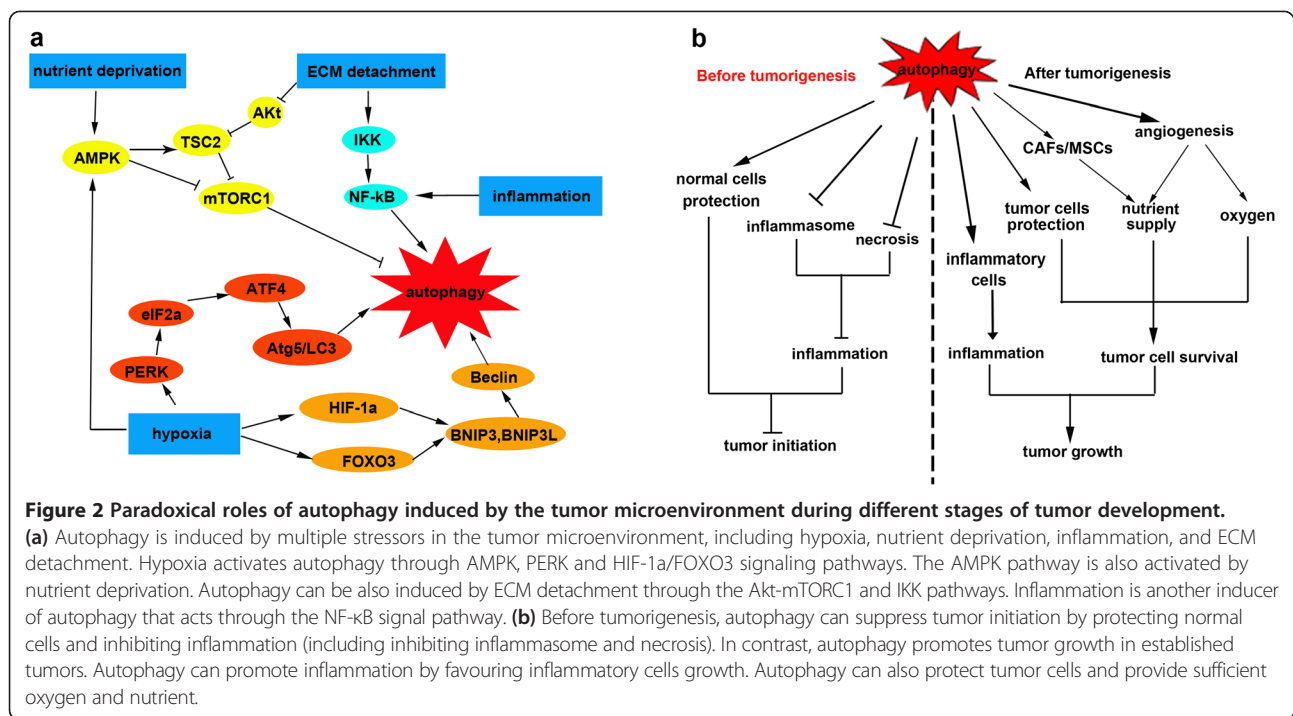 a
nutrient deprivation
ECM detachment
AKt
TSC2
IKK
AMPK
mTORC1
NF-kB
inflammation
ATF4
eIF2a
autophagy
Atg5/LC3
PERK
Beclin
HIF-1a
hypoxia
BNIP3,BNIP3L
FOXO3
b
Before tumorigenesis
autophagy
After tumorigenesis
angiogenesis
CAFs/MSCs
normal cells
protection
inflammasome
necrosis
tumor cells
protection
nutrient
supply
oxygen
inflammatory
cells
inflammation
inflammation
tumor cell survival
tumor initiation
tumor growth
Figure 2 Paradoxical roles of autophagy induced by the tumor microenvironment during different stages of tumor development.
(a) Autophagy is induced by multiple stressors in the tumor microenvironment, including hypoxia, nutrient deprivation, inflammation, and ECM
detachment. Hypoxia activates autophagy through AMPK, PERK and HIF-1a/FOXO3 signaling pathways. The AMPK pathway is also activated by
nutrient deprivation. Autophagy can be also induced by ECM detachment through the Akt-mTORC1 and IKK pathways. Inflammation is another inducer
of autophagy that acts through the NF-κB signal pathway. (b) Before tumorigenesis, autophagy can suppress tumor initiation by protecting normal
cells and inhibiting inflammation (including inhibiting inflammasome and necrosis). In contrast, autophagy promotes tumor growth in established
tumors. Autophagy can promote inflammation by favouring inflammatory cells growth. Autophagy can also protect tumor cells and provide sufficient
oxygen and nutrient.